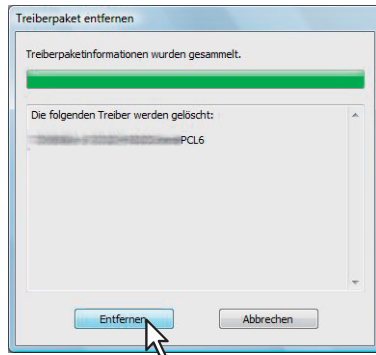 Treiberpaket entfernen
Treiberpaketinformationen wurden gesammelt.
Die folgenden Treiber werden gelöscht:
PCL6
Entfernen
Abbrechen